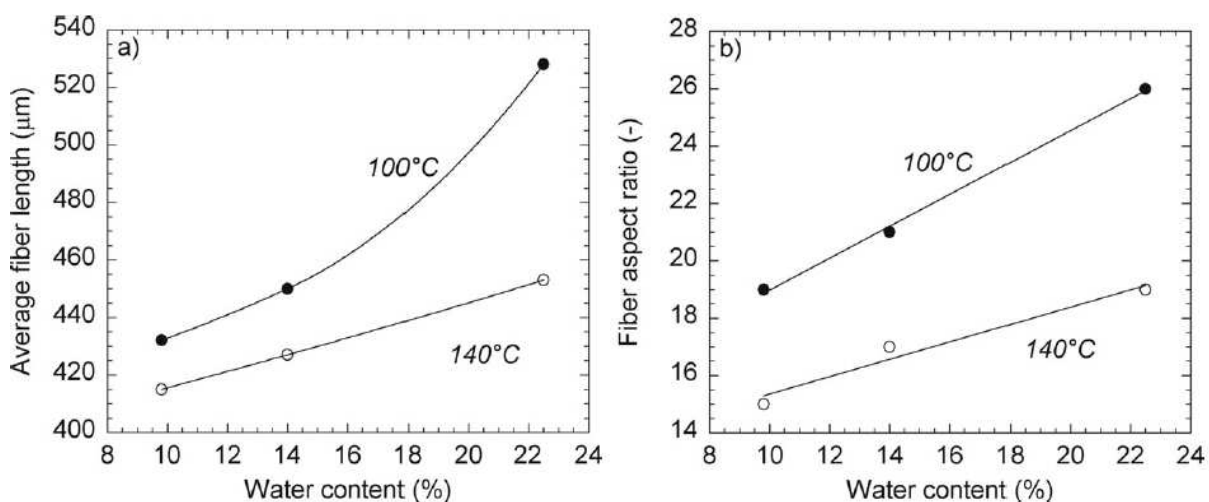 a)
Average fiber length (μm)
540
520
500
480
460
440
420
400
100°C
140°C
8 10 12 14 16 18 20 22 24
Water content (%)
b)
Fiber aspect ratio (-)
28
26
24
22
20
18
16
14
100°C
140°C
8 10 12 14 16 18 20 22 24
Water content (%)